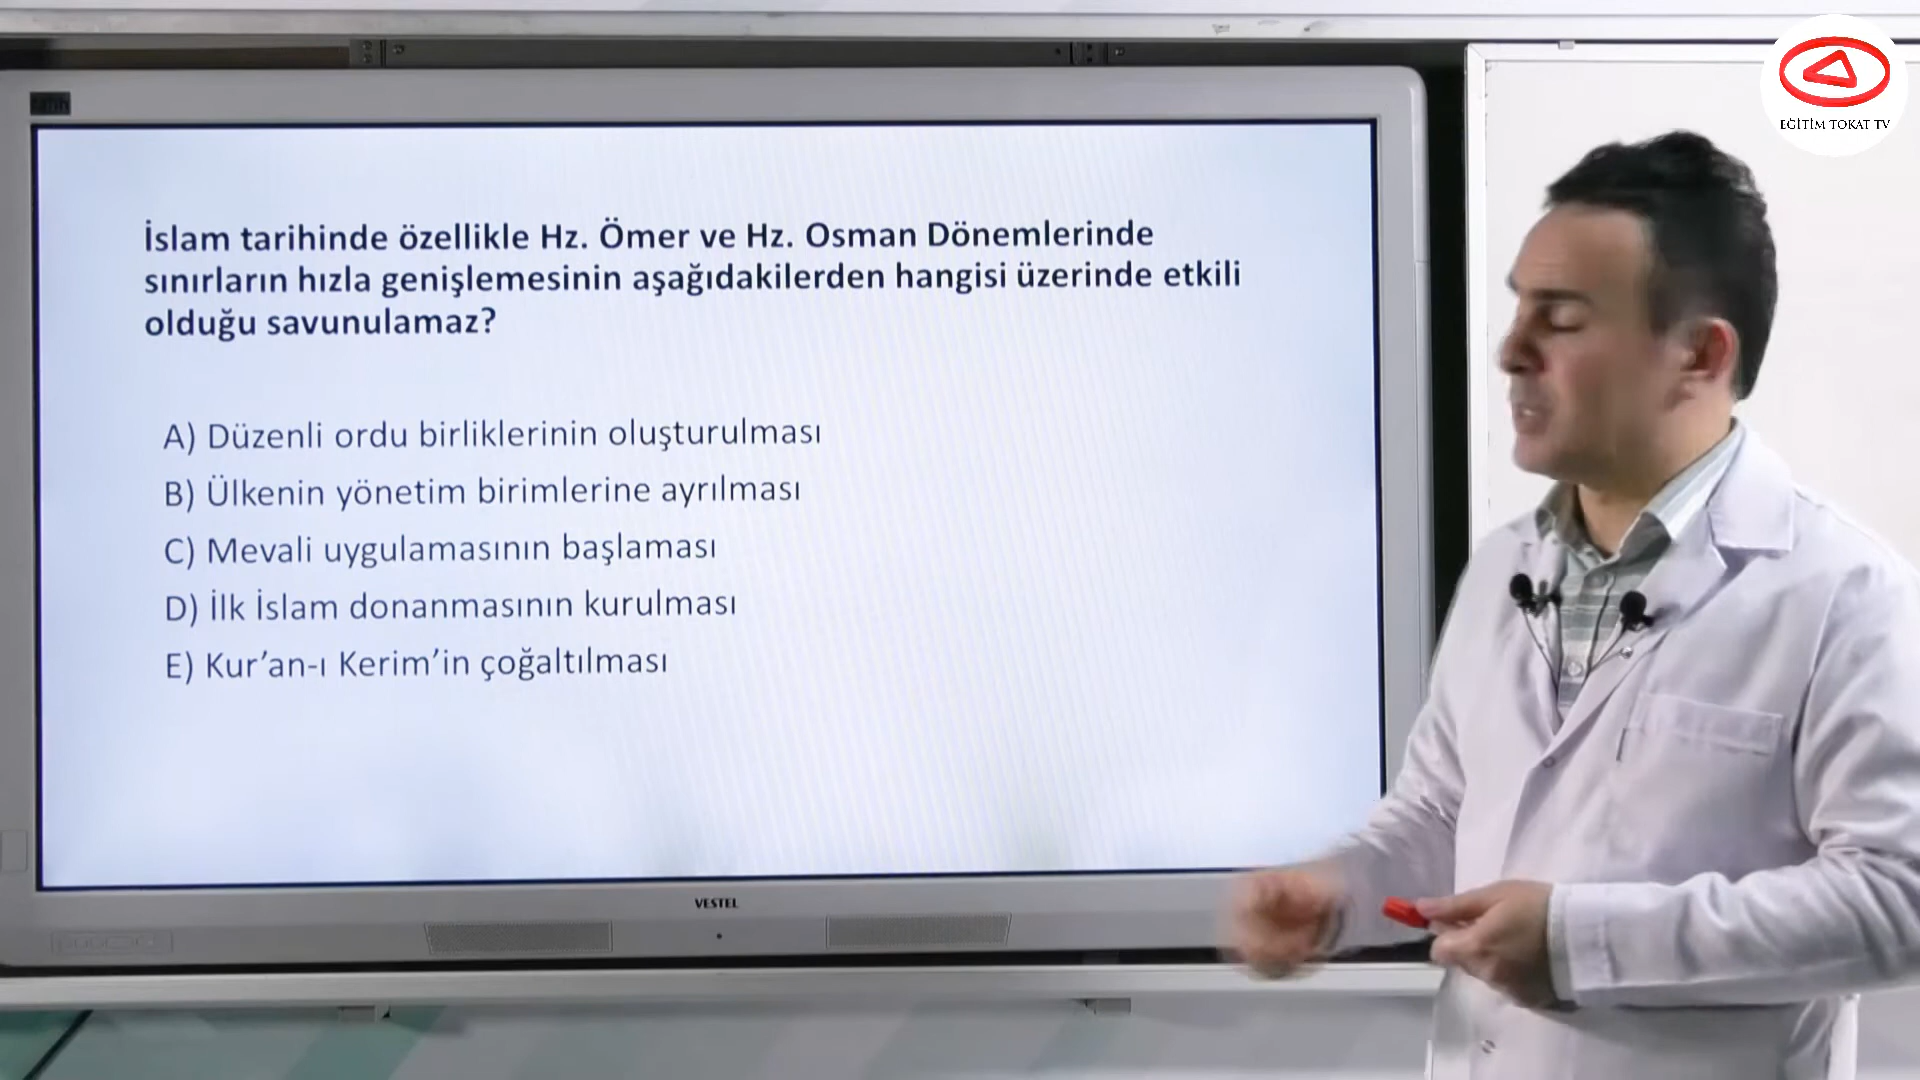 EĞİTİM TOKAT TV
İslam tarihinde özellikle Hz. Ömer ve Hz. Osman Dönemlerinde
sınırların hızla genişlemesinin aşağıdakilerden hangisi üzerinde etkili
olduğu savunulamaz?
A) Düzenli ordu birliklerinin oluşturulması
B) Ülkenin yönetim birimlerine ayrılması
C) Mevali uygulamasının başlaması
D) İlk İslam donanmasının kurulması
E) Kur’an-ı Kerim’in çoğaltılması
VESTEL